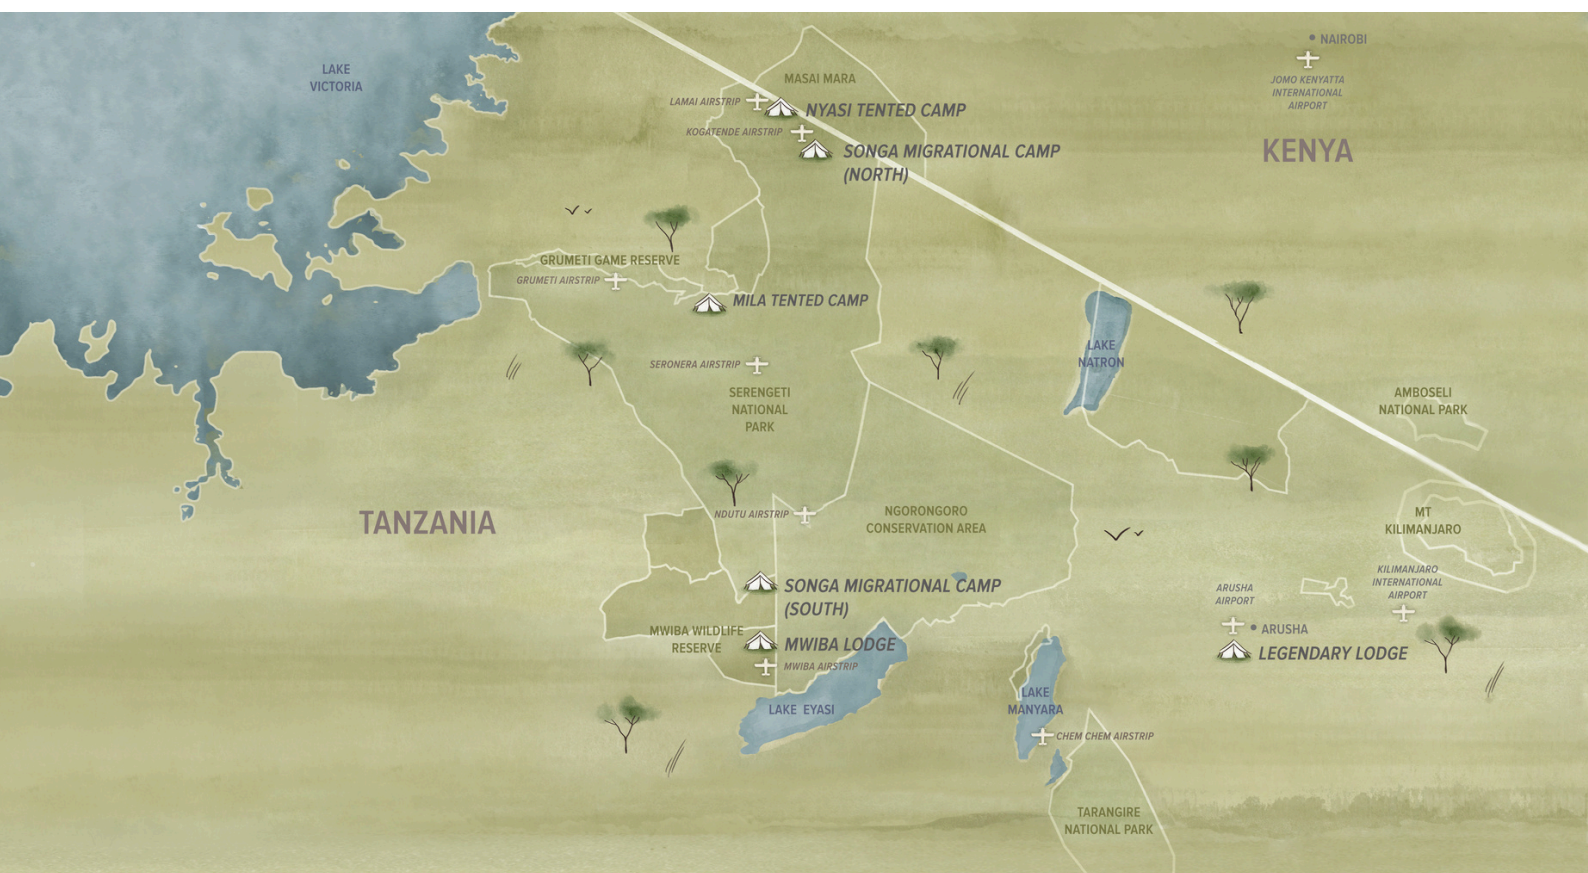 NAIROBI
LAKE
VICTORIA
MASAI MARA
JOMO KENYATTA
INTERNATIONAL
AIRPORT
LAMAI AIRSTRIP
NYASI TENTED CAMP
KOGATENDE AIRSTRIP
SONGA MIGRATIONAL CAMP
(NORTH)
KENYA
GRUMETI GAME RESERVE
GRUMETI AIRSTRIP
MILA TENTED CAMP
LAKE
NATRON
SERONERA AIRSTRIP
SERENGETI
NATIONAL
PARK
AMBOSELI
NATIONAL PARK
TANZANIA
NDUTU AIRSTRIP
NGORONGORO
CONSERVATION AREA
MT
KILIMANJARO
KILIMANJARO
INTERNATIONAL
AIRPORT
SONGA MIGRATIONAL CAMP
(SOUTH)
ARUSHA
AIRPORT
ARUSHA
MWIBA WILDLIFE
RESERVE
MWIBA LODGE
LEGENDARY LODGE
MWIBA AIRSTRIP
LAKE EYASI
LAKE
MANYARA
CHEM CHEM AIRSTRIP
TARANGIRE
NATIONAL PARK